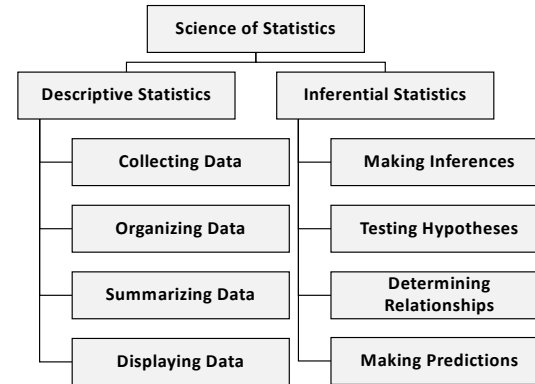 Science of Statistics
Descriptive Statistics
Inferential Statistics
Collecting Data
Making Inferences
Organizing Data
Testing Hypotheses
Summarizing Data
Determining
Relationships
Displaying Data
Making Predictions